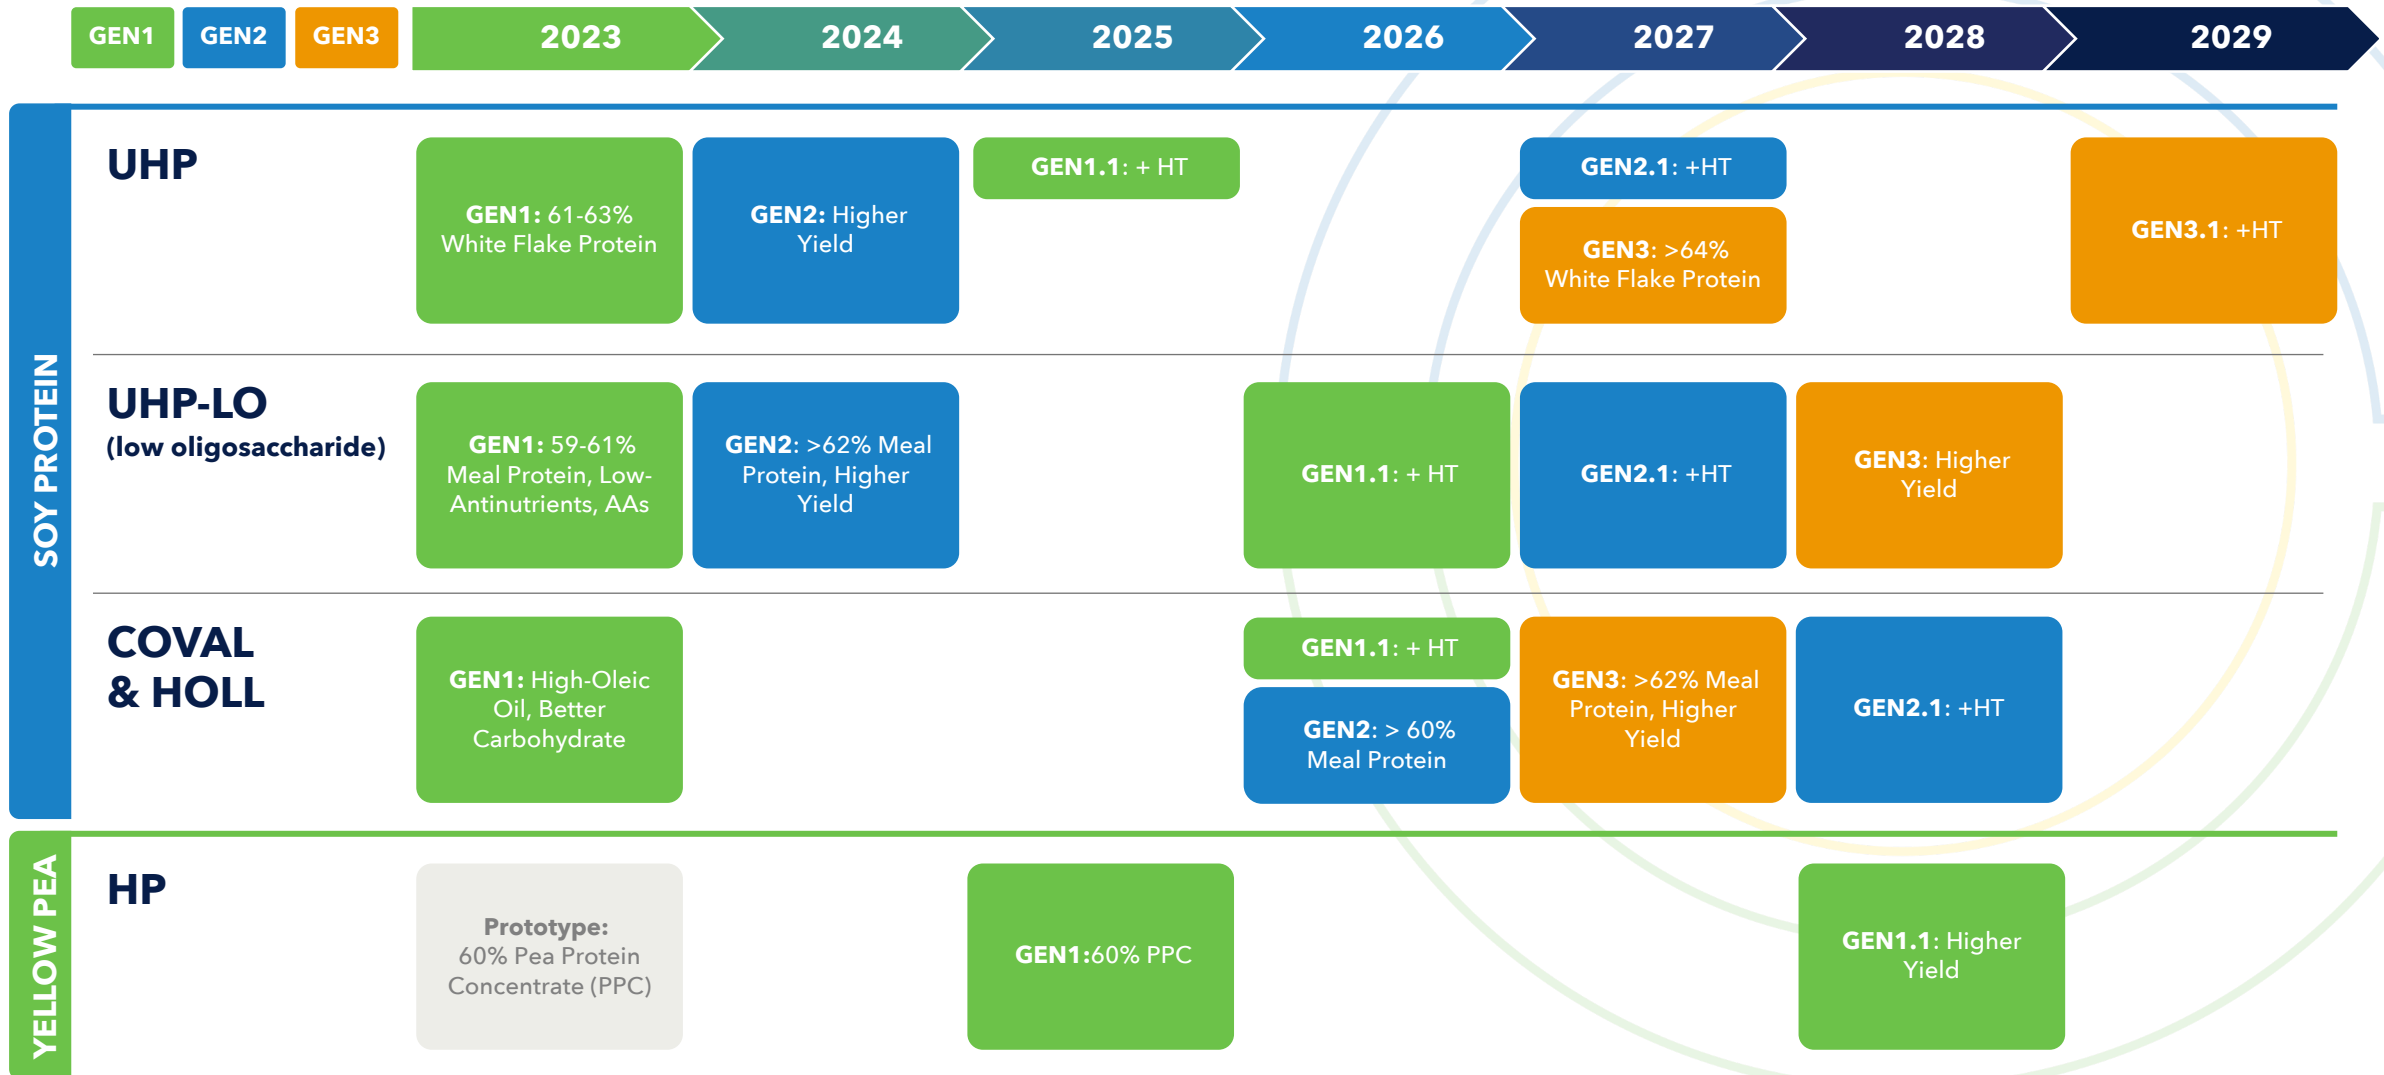 GEN1
GEN2
GEN3
2023
2024
2025
2026
2027
2028
2029
SOY PROTEIN
UHP
GEN1: 61-63%
White Flake Protein
GEN2: Higher
Yield
GEN1.1: + HT
GEN2.1: +HT
GEN3: >64%
White Flake Protein
GEN3.1: +HT
UHP-LO
(low oligosaccharide)
GEN1: 59-61%
Meal Protein, Low-
Antinutrients, AAs
GEN2: >62% Meal
Protein, Higher
Yield
GEN1.1: + HT
GEN2.1: +HT
GEN3: Higher
Yield
COVAL
& HOLL
GEN1: High-Oleic
Oil, Better
Carbohydrate
GEN1.1: + HT
GEN2: > 60%
Meal Protein
GEN3: >62% Meal
Protein, Higher
Yield
GEN2.1: +HT
YELLOW PEA
HP
Prototype:
60% Pea Protein
Concentrate (PPC)
GEN1:60% PPC
GEN1.1: Higher
Yield